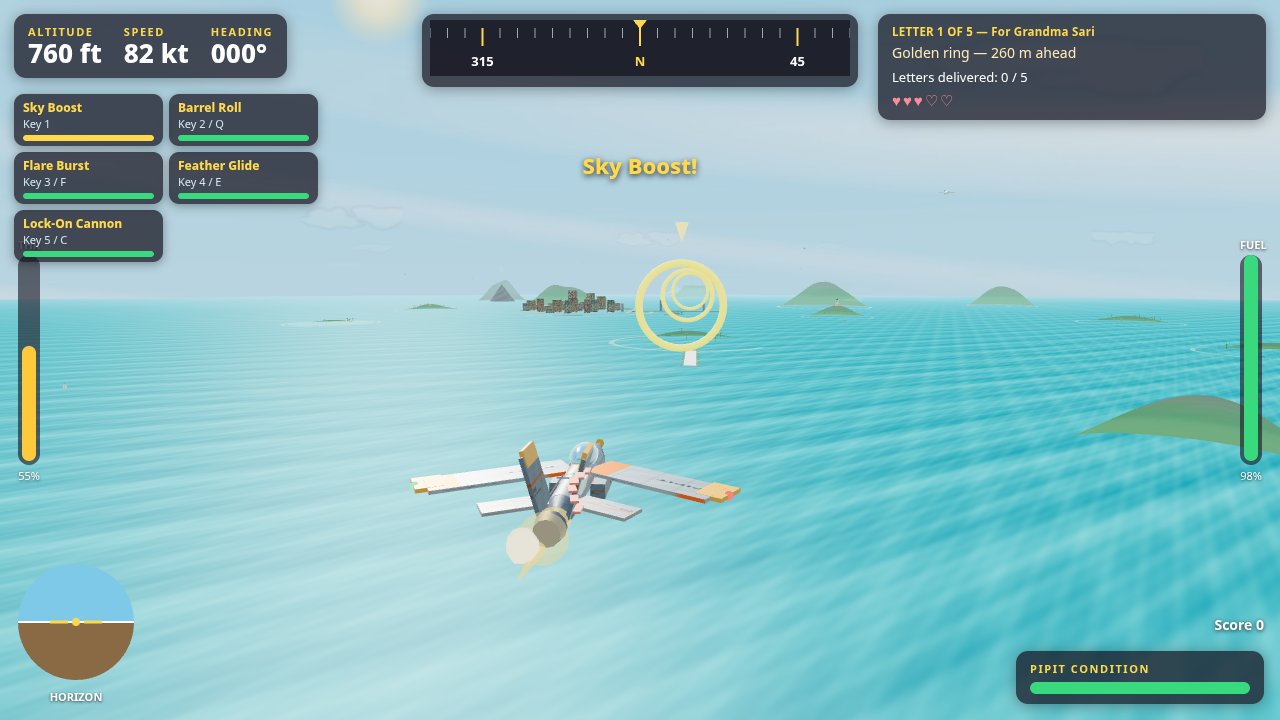 ALTITUDE SPEED HEADING
760 ft 82 kt 000°
315 N 45
LETTER 1 OF 5 — For Grandma Sari
Golden ring — 260 m ahead
Letters delivered: 0 / 5
Sky Boost
Key 1
Barrel Roll
Key 2 / Q
Flare Burst
Key 3 / F
Feather Glide
Key 4 / E
Lock-On Cannon
Key 5 / C
Sky Boost!
FUEL
55%
98%
HORIZON
Score 0
PIPIT CONDITION